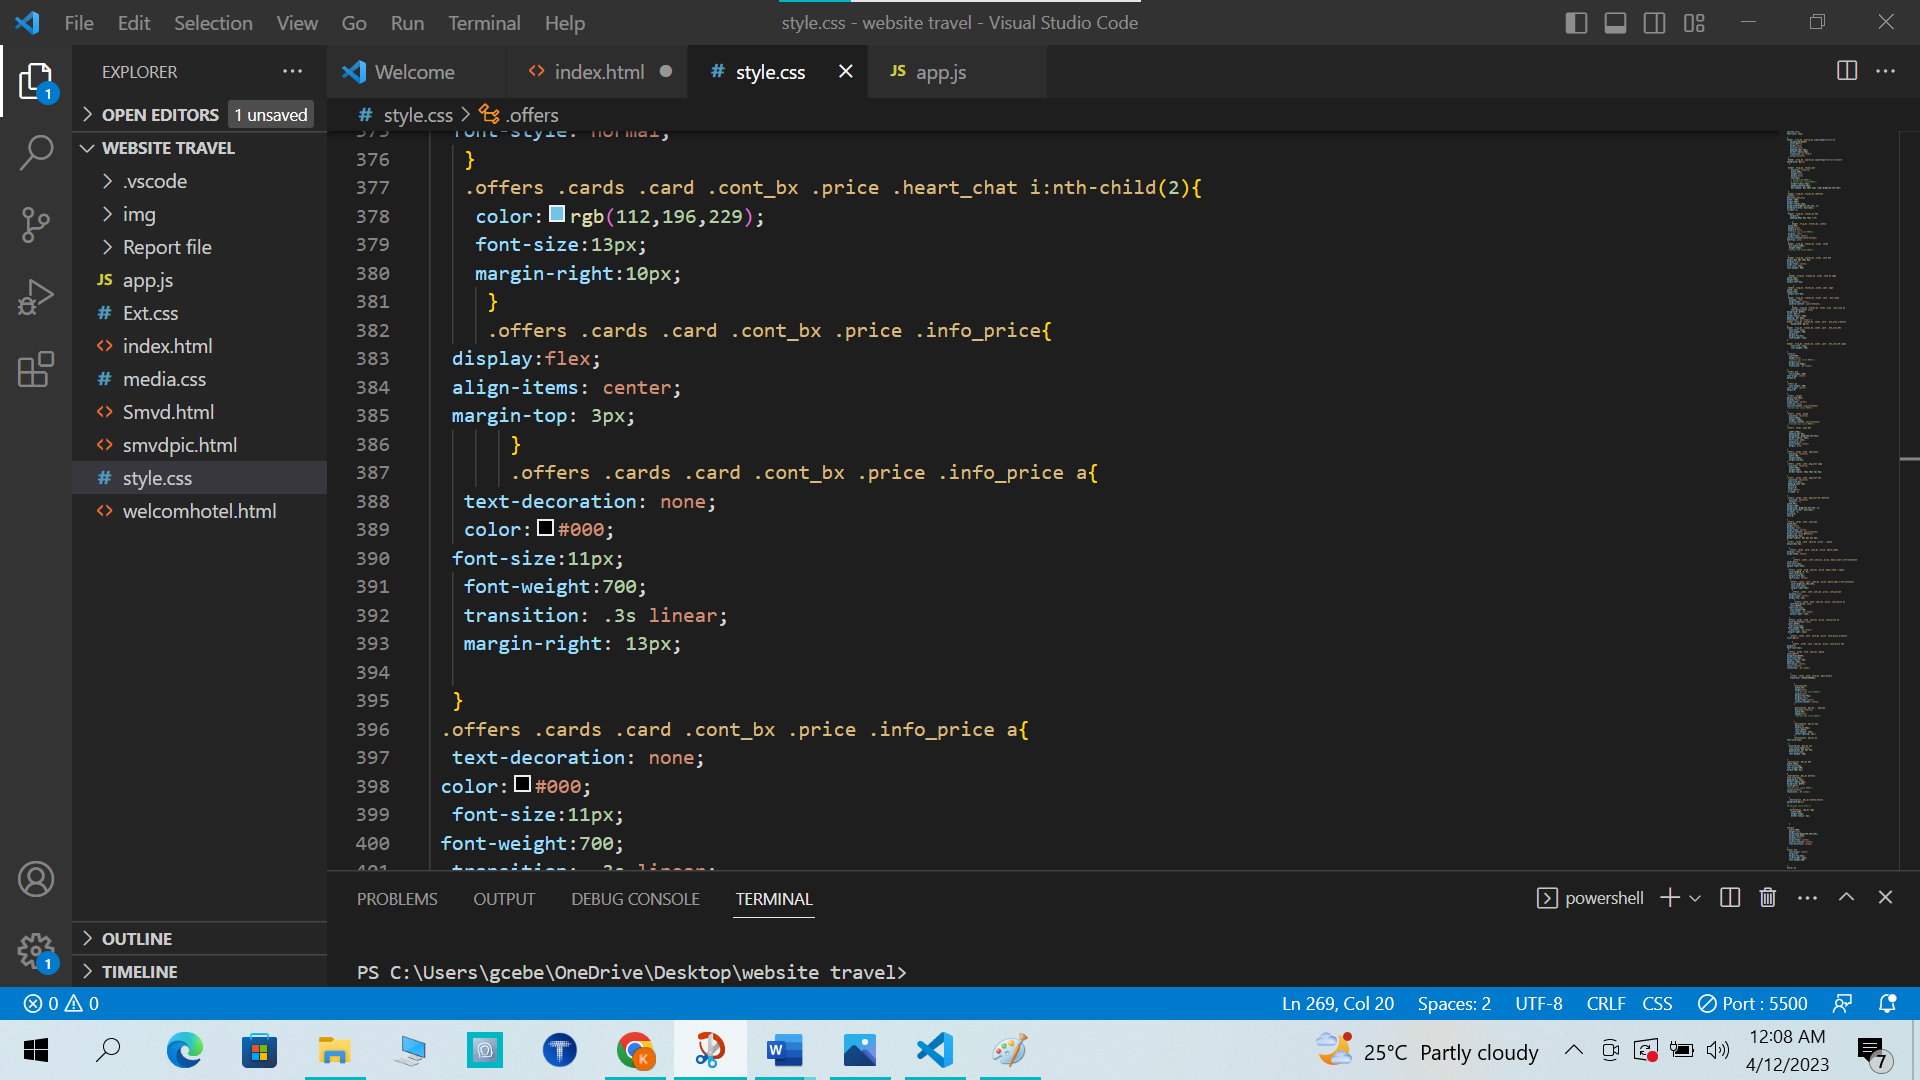 File Edit Selection View Go Run Terminal Help
style.css - website travel - Visual Studio Code
EXPLORER
Welcome
index.html
# style.css
JS app.js
OPEN EDITORS 1 unsaved
# style.css > .offers
WEBSITE TRAVEL
.vscode
img
Report file
JS app.js
# Ext.css
<> index.html
# media.css
<> Smvd.html
<> smvdpic.html
# style.css
<> welcomhotel.html
OUTLINE
TIMELINE
375 font-style: normal;
376 }
377 .offers .cards .card .cont_bx .price .heart_chat i:nth-child(2){
378 color: rgb(112,196,229);
379 font-size:13px;
380 margin-right:10px;
381 }
382 .offers .cards .card .cont_bx .price .info_price{
383 display:flex;
384 align-items: center;
385 margin-top: 3px;
386 }
387 .offers .cards .card .cont_bx .price .info_price a{
388 text-decoration: none;
389 color: #000;
390 font-size:11px;
391 font-weight:700;
392 transition: .3s linear;
393 margin-right: 13px;
394
395 }
396 .offers .cards .card .cont_bx .price .info_price a{
397 text-decoration: none;
398 color: #000;
399 font-size:11px;
400 font-weight:700;
401 transition: .3s linear;
PROBLEMS OUTPUT DEBUG CONSOLE TERMINAL
powershell
PS C:\Users\gcebe\OneDrive\Desktop\website travel>
1
1
0 0
Ln 269, Col 20 Spaces: 2 UTF-8 CRLF CSS Port : 5500
25°C Partly cloudy
12:08 AM
4/12/2023
7